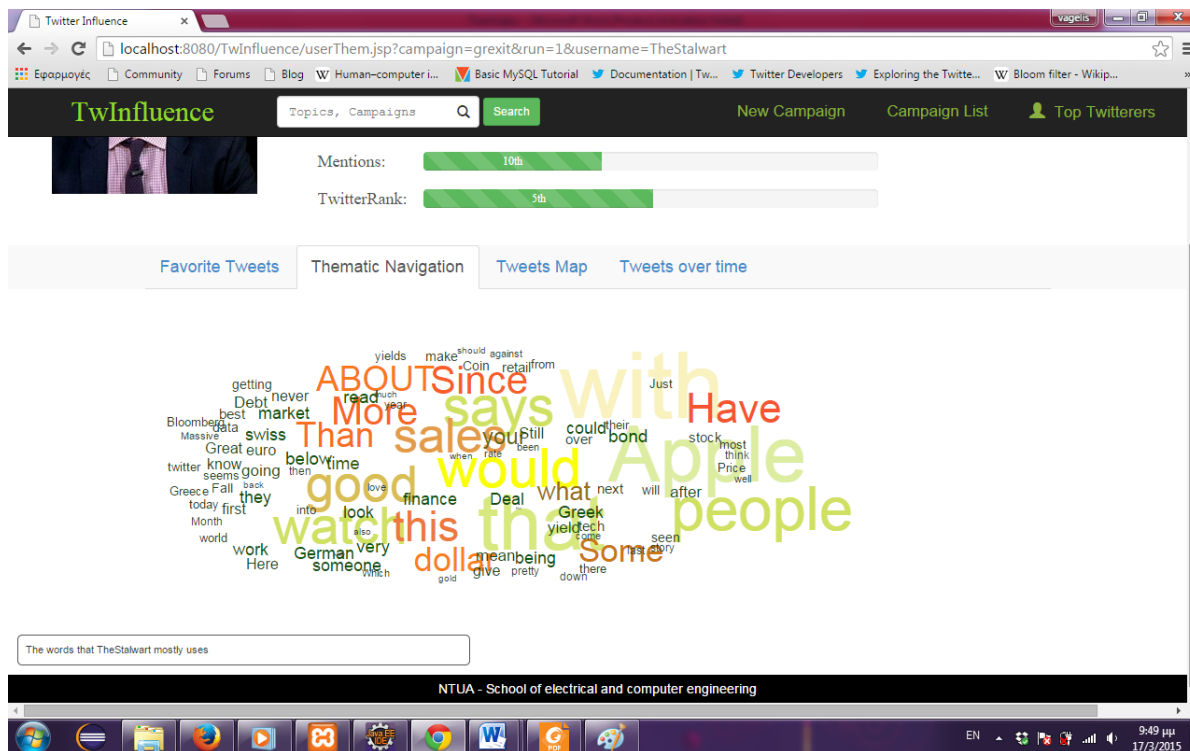 Twitter Influence
vagelis
localhost:8080/TwInfluence/userThem.jsp?campaign=grexit&run=1&username=TheStalwart
Εφαρμογές Community Forums Blog Human–computer i... Basic MySQL Tutorial Documentation | Tw... Twitter Developers Exploring the Twitte... Bloom filter - Wikip...
TwInfluence Topics, Campaigns Search New Campaign Campaign List Top Twitterers
Mentions: 10th
TwitterRank: 5th
Favorite Tweets Thematic Navigation Tweets Map Tweets over time
yields make should against
Coin retail from
getting ABOUT Since with Just
Debt never read much year More says Have
best market
Bloomberg data Massive swiss Than sales your Still been could their over bond stock most
Great euro below time when rate would Apple think Price well
twitter know seems going then
Greece Fall back they good love finance Deal what next will after people
today first into look watch this that Greek
Month also yield tech come
world work German very Some seen last story
Here someone Which dollar mean being
gold give pretty down there
The words that TheStalwart mostly uses
NTUA - School of electrical and computer engineering
EN 9:49 μμ
17/3/2015